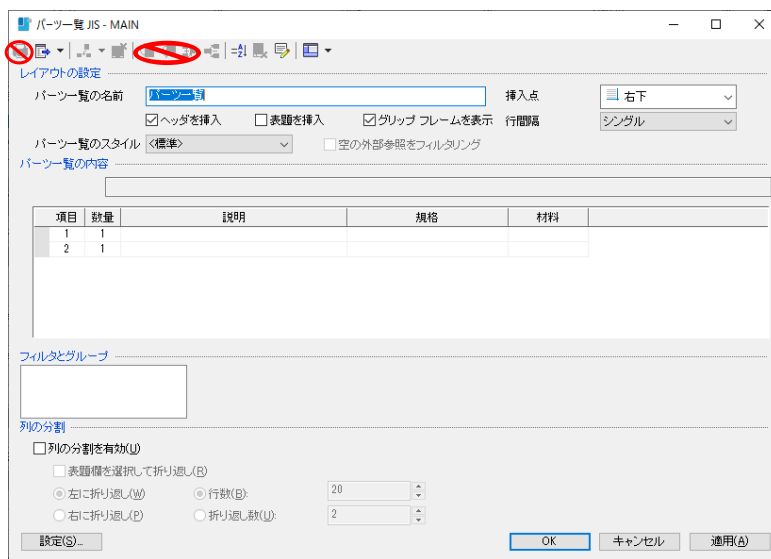 パーツ一覧 JIS - MAIN
レイアウトの設定
パーツ一覧の名前 パーツ一覧 挿入点 右下
ヘッダを挿入 表題を挿入 グリップ フレームを表示 行間隔 シングル
パーツ一覧のスタイル <標準> 空の外部参照をフィルタリング
パーツ一覧の内容
項目 数量 説明 規格 材料
1 1
2 1
フィルタとグループ
列の分割
列の分割を有効(U)
表題欄を選択して折り返し(R)
左に折り返し(W) 行数(B): 20
右に折り返し(P) 折り返し数(U): 2
設定(S)... OK キャンセル 適用(A)